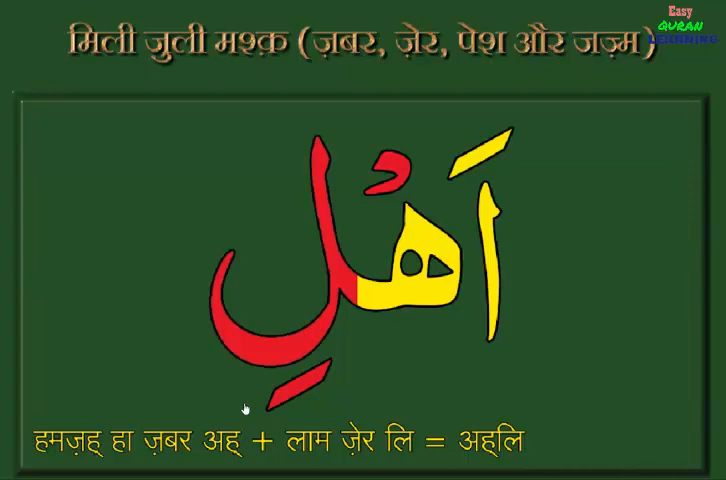 मिली जुली मश्क़ (ज़बर, ज़ेर, पेश और जज़्म)
Easy
QURAN
LEARNING
اَهْلِ
हमज़ह् हा ज़बर अह् + लाम ज़ेर लि = अह्लि